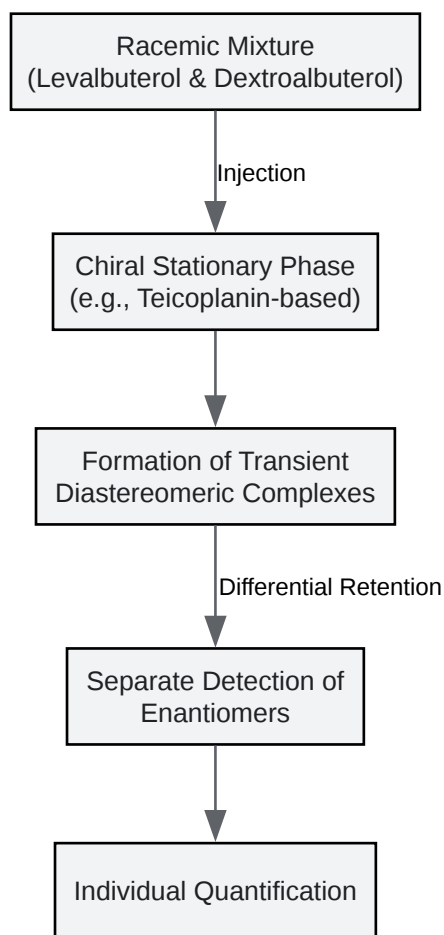 Racemic Mixture
(Levalbuterol & Dextroalbuterol)
Injection
Chiral Stationary Phase
(e.g., Teicoplanin-based)
Formation of Transient
Diastereomeric Complexes
Differential Retention
Separate Detection of
Enantiomers
Individual Quantification